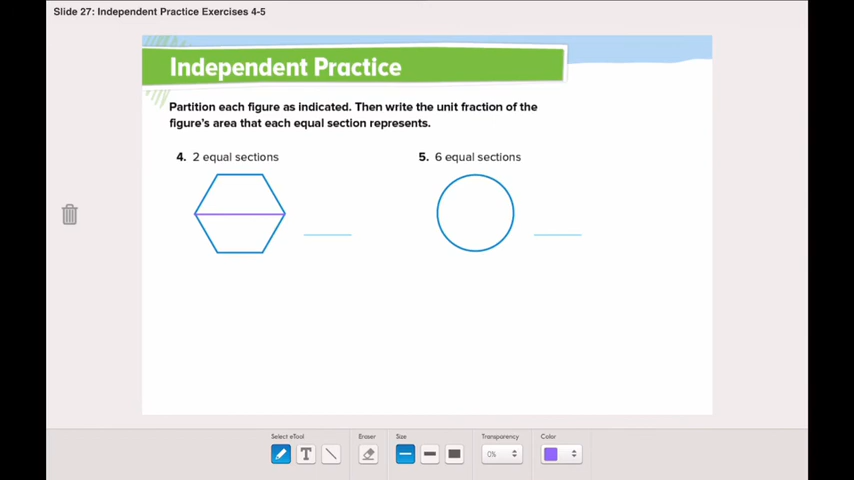 Slide 27: Independent Practice Exercises 4-5
Independent Practice
Partition each figure as indicated. Then write the unit fraction of the
figure's area that each equal section represents.
4. 2 equal sections
5. 6 equal sections
Select eTool
Eraser
Size
Transparency
Color
T
0%